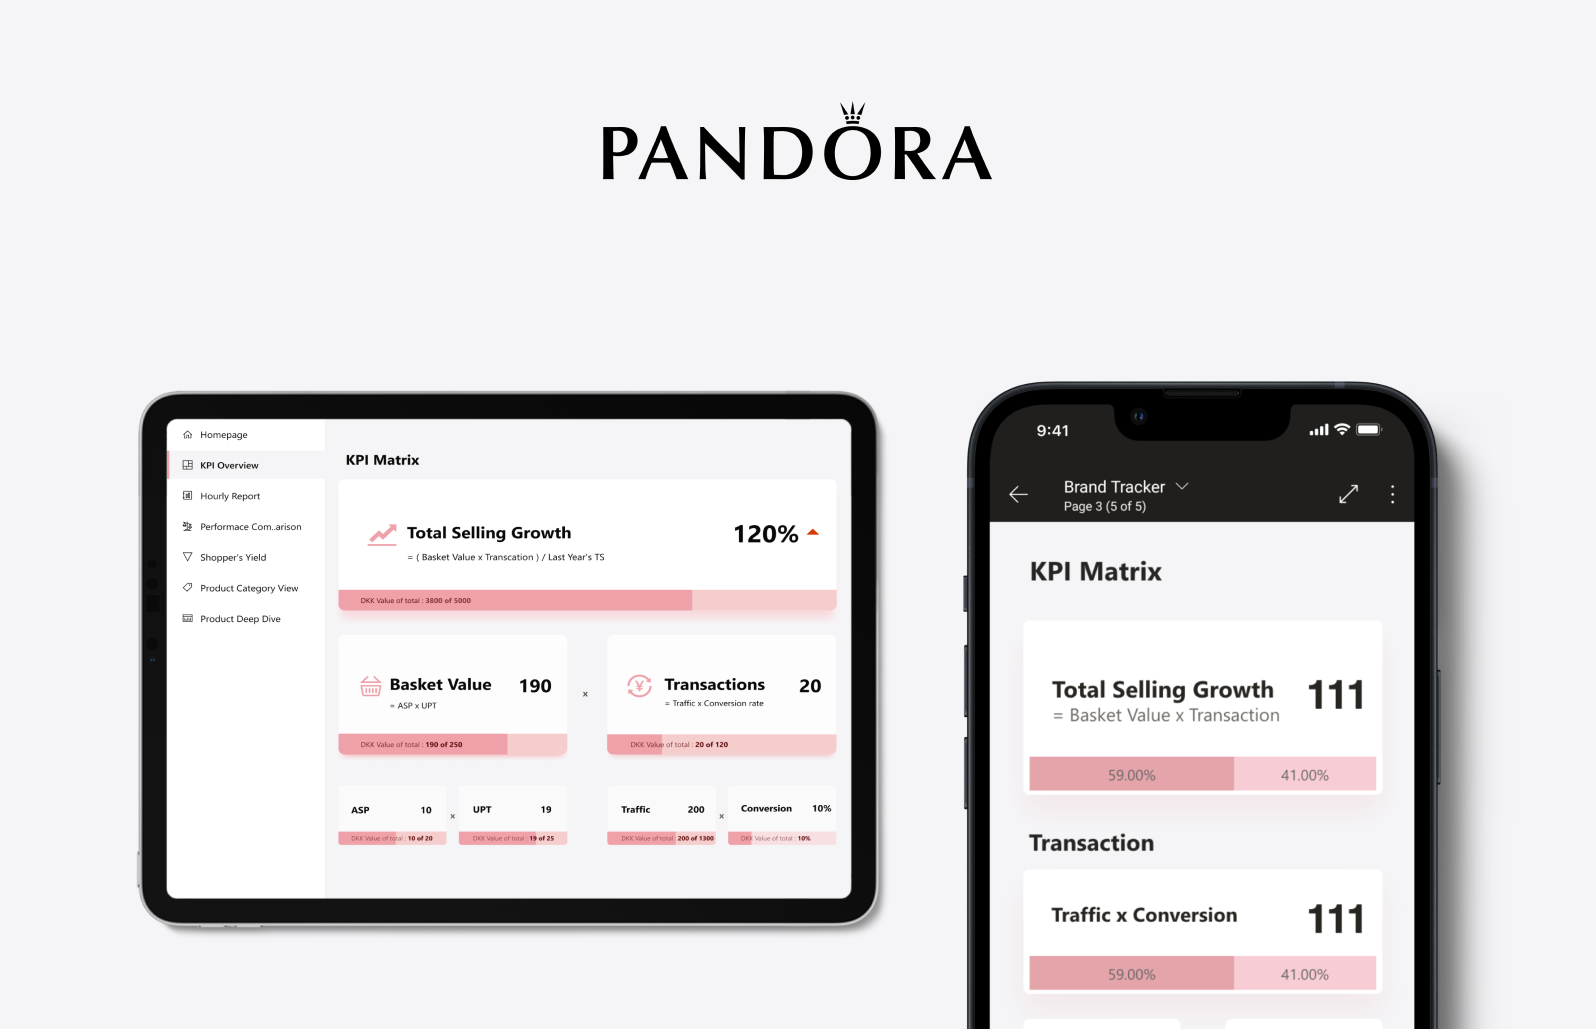 PANDORA
Homepage
KPI Overview
Hourly Report
Performace Com..arison
Shopper's Yield
Product Category View
Product Deep Dive
KPI Matrix
Total Selling Growth
120%
= ( Basket Value x Transcation ) / Last Year's TS
DKK Value of total : 3800 of 5000
Basket Value 190
= ASP x UPT
DKK Value of total : 190 of 250
x
Transactions 20
= Traffic x Conversion rate
DKK Value of total : 20 of 120
ASP 10
DKK Value of total : 10 of 20
x
UPT 19
DKK Value of total : 19 of 25
Traffic 200
DKK Value of total : 200 of 1300
x
Conversion 10%
DKK Value of total : 10%
9:41
Brand Tracker
Page 3 (5 of 5)
KPI Matrix
Total Selling Growth 111
= Basket Value x Transaction
59.00% 41.00%
Transaction
Traffic x Conversion 111
59.00% 41.00%